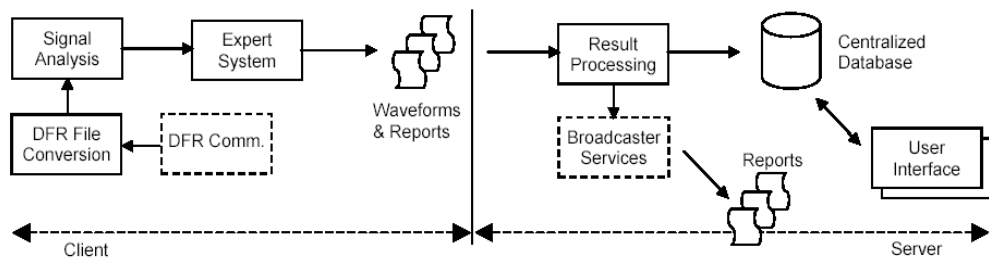 Signal
Analysis
Expert
System
Waveforms
& Reports
DFR File
Conversion
DFR Comm.
Result
Processing
Centralized
Database
Broadcaster
Services
Reports
User
Interface
Client
Server